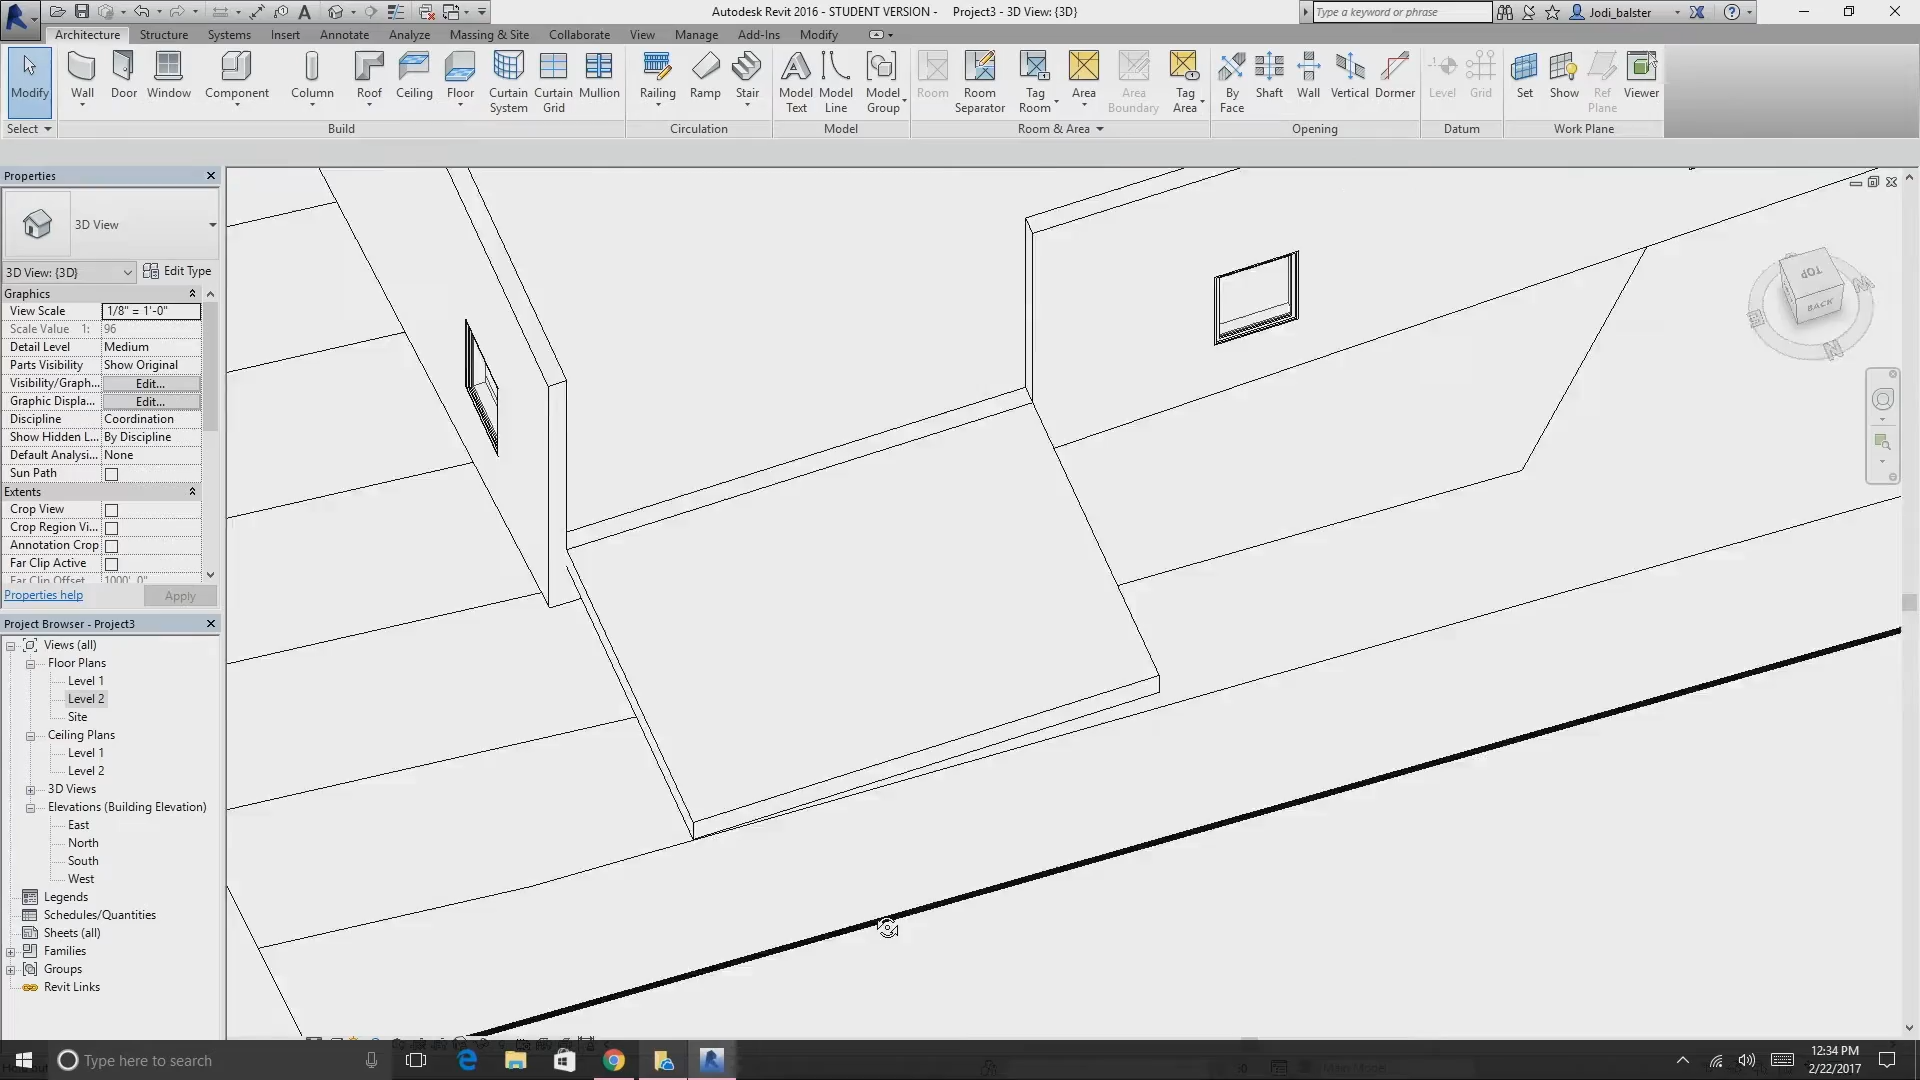 Autodesk Revit 2016 - STUDENT VERSION - Project3 - 3D View: {3D}
Type a keyword or phrase
Jodi_balster
Architecture Structure Systems Insert Annotate Analyze Massing & Site Collaborate View Manage Add-Ins Modify
Modify Wall Door Window Component Column Roof Ceiling Floor Curtain System Curtain Grid Mullion Railing Ramp Stair Model Text Model Line Model Group Room Room Separator Tag Room Area Area Boundary Tag Area By Face Shaft Wall Vertical Dormer Level Grid Set Show Ref Plane Viewer
Select Build Circulation Model Room & Area Opening Datum Work Plane
Properties
3D View
3D View: {3D} Edit Type
Graphics
View Scale 1/8" = 1'-0"
Scale Value 1: 96
Detail Level Medium
Parts Visibility Show Original
Visibility/Graph... Edit...
Graphic Displa... Edit...
Discipline Coordination
Show Hidden L... By Discipline
Default Analysi... None
Sun Path
Extents
Crop View
Crop Region Vi...
Annotation Crop
Far Clip Active
Far Clip Offset 1000' 0"
Properties help Apply
Project Browser - Project3
Views (all)
Floor Plans
Level 1
Level 2
Site
Ceiling Plans
Level 1
Level 2
3D Views
Elevations (Building Elevation)
East
North
South
West
Legends
Schedules/Quantities
Sheets (all)
Families
Groups
Revit Links
TOP
BACK
Type here to search
12:34 PM
2/22/2017